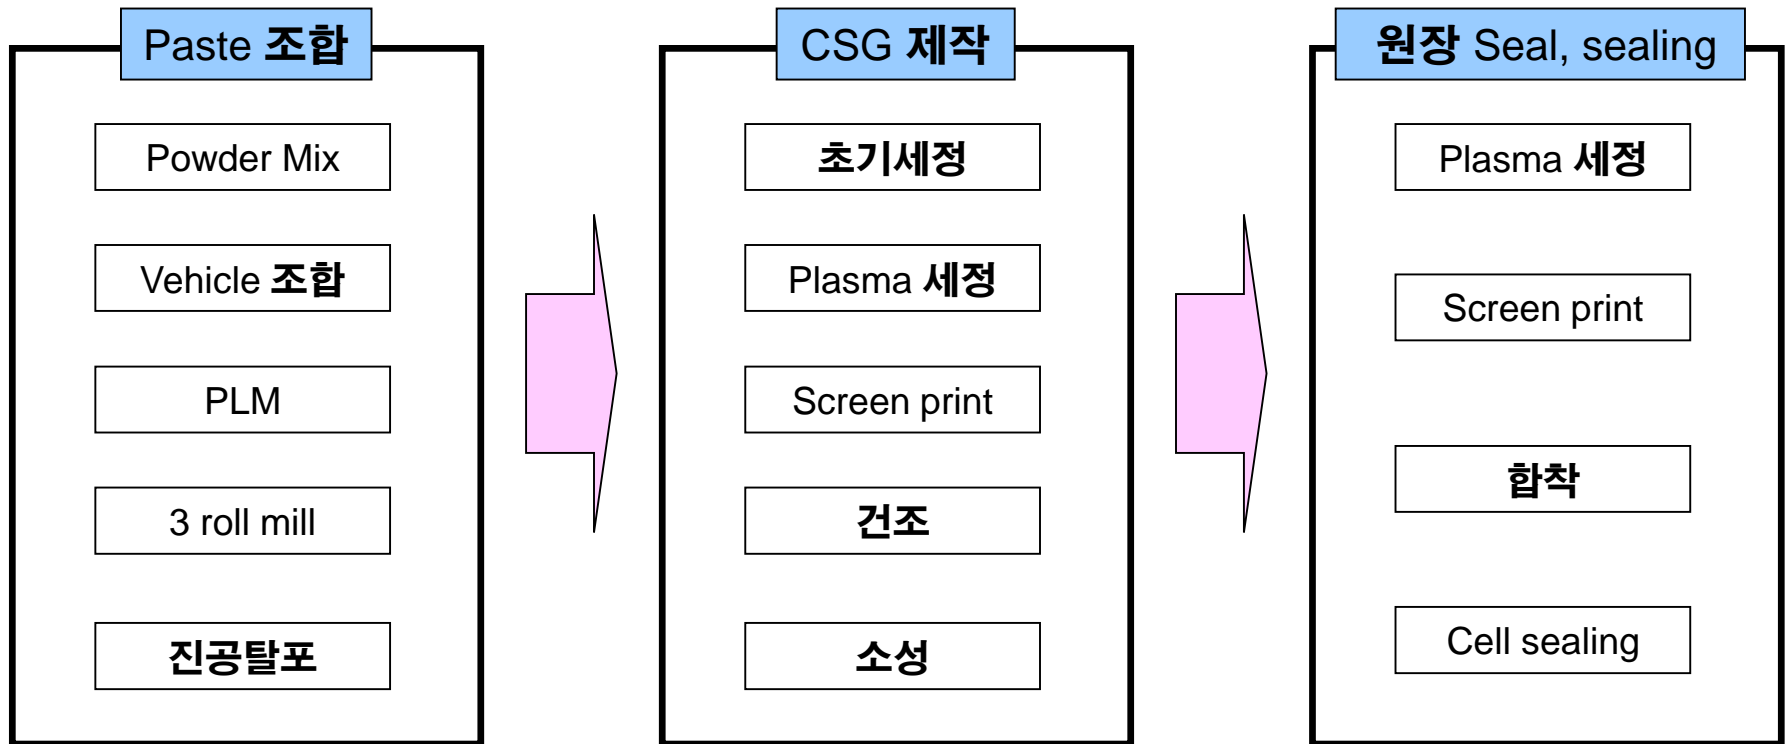 Paste 조합
Powder Mix
Vehicle 조합
PLM
3 roll mill
진공탈포
CSG 제작
초기세정
Plasma 세정
Screen print
건조
소성
원장 Seal, sealing
Plasma 세정
Screen print
합착
Cell sealing